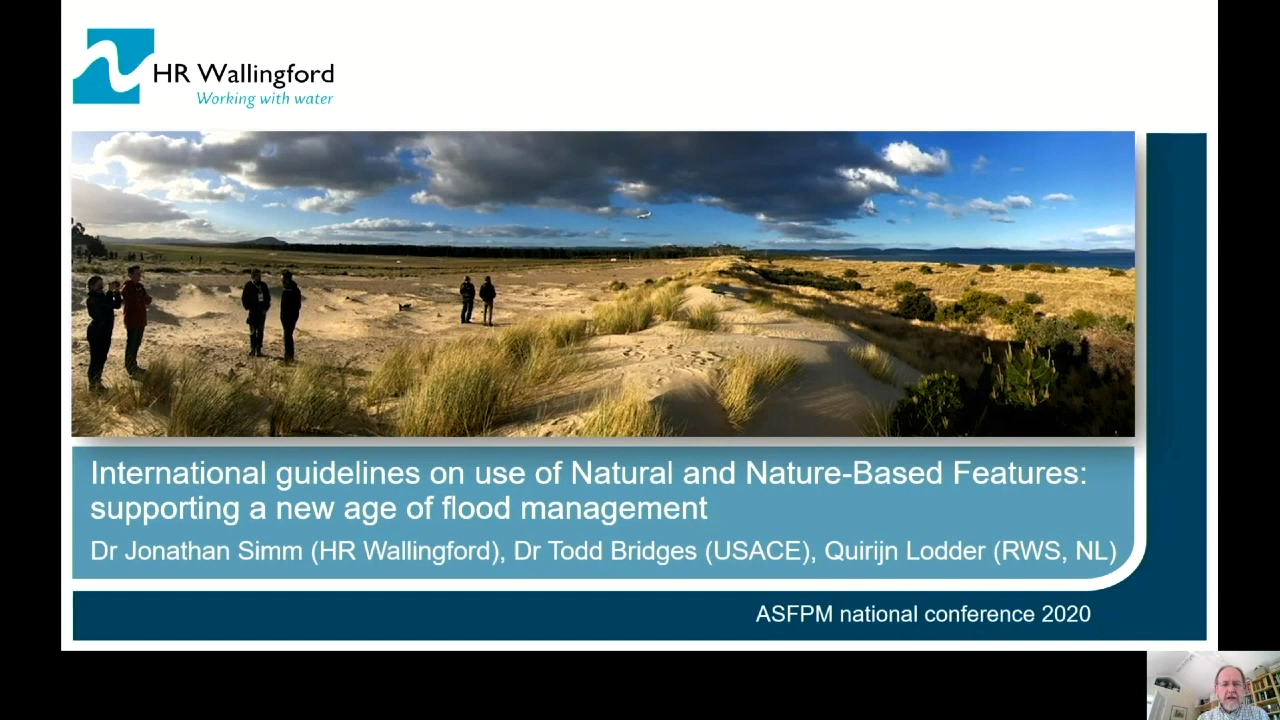 HR Wallingford
Working with water
International guidelines on use of Natural and Nature-Based Features:
supporting a new age of flood management
Dr Jonathan Simm (HR Wallingford), Dr Todd Bridges (USACE), Quirijn Lodder (RWS, NL)
ASFPM national conference 2020